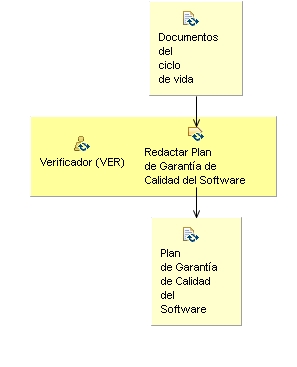 Documentos
del
ciclo
de vida
Verificador (VER)
Redactar Plan
de Garantía de
Calidad del Software
Plan
de Garantía
de Calidad
del
Software